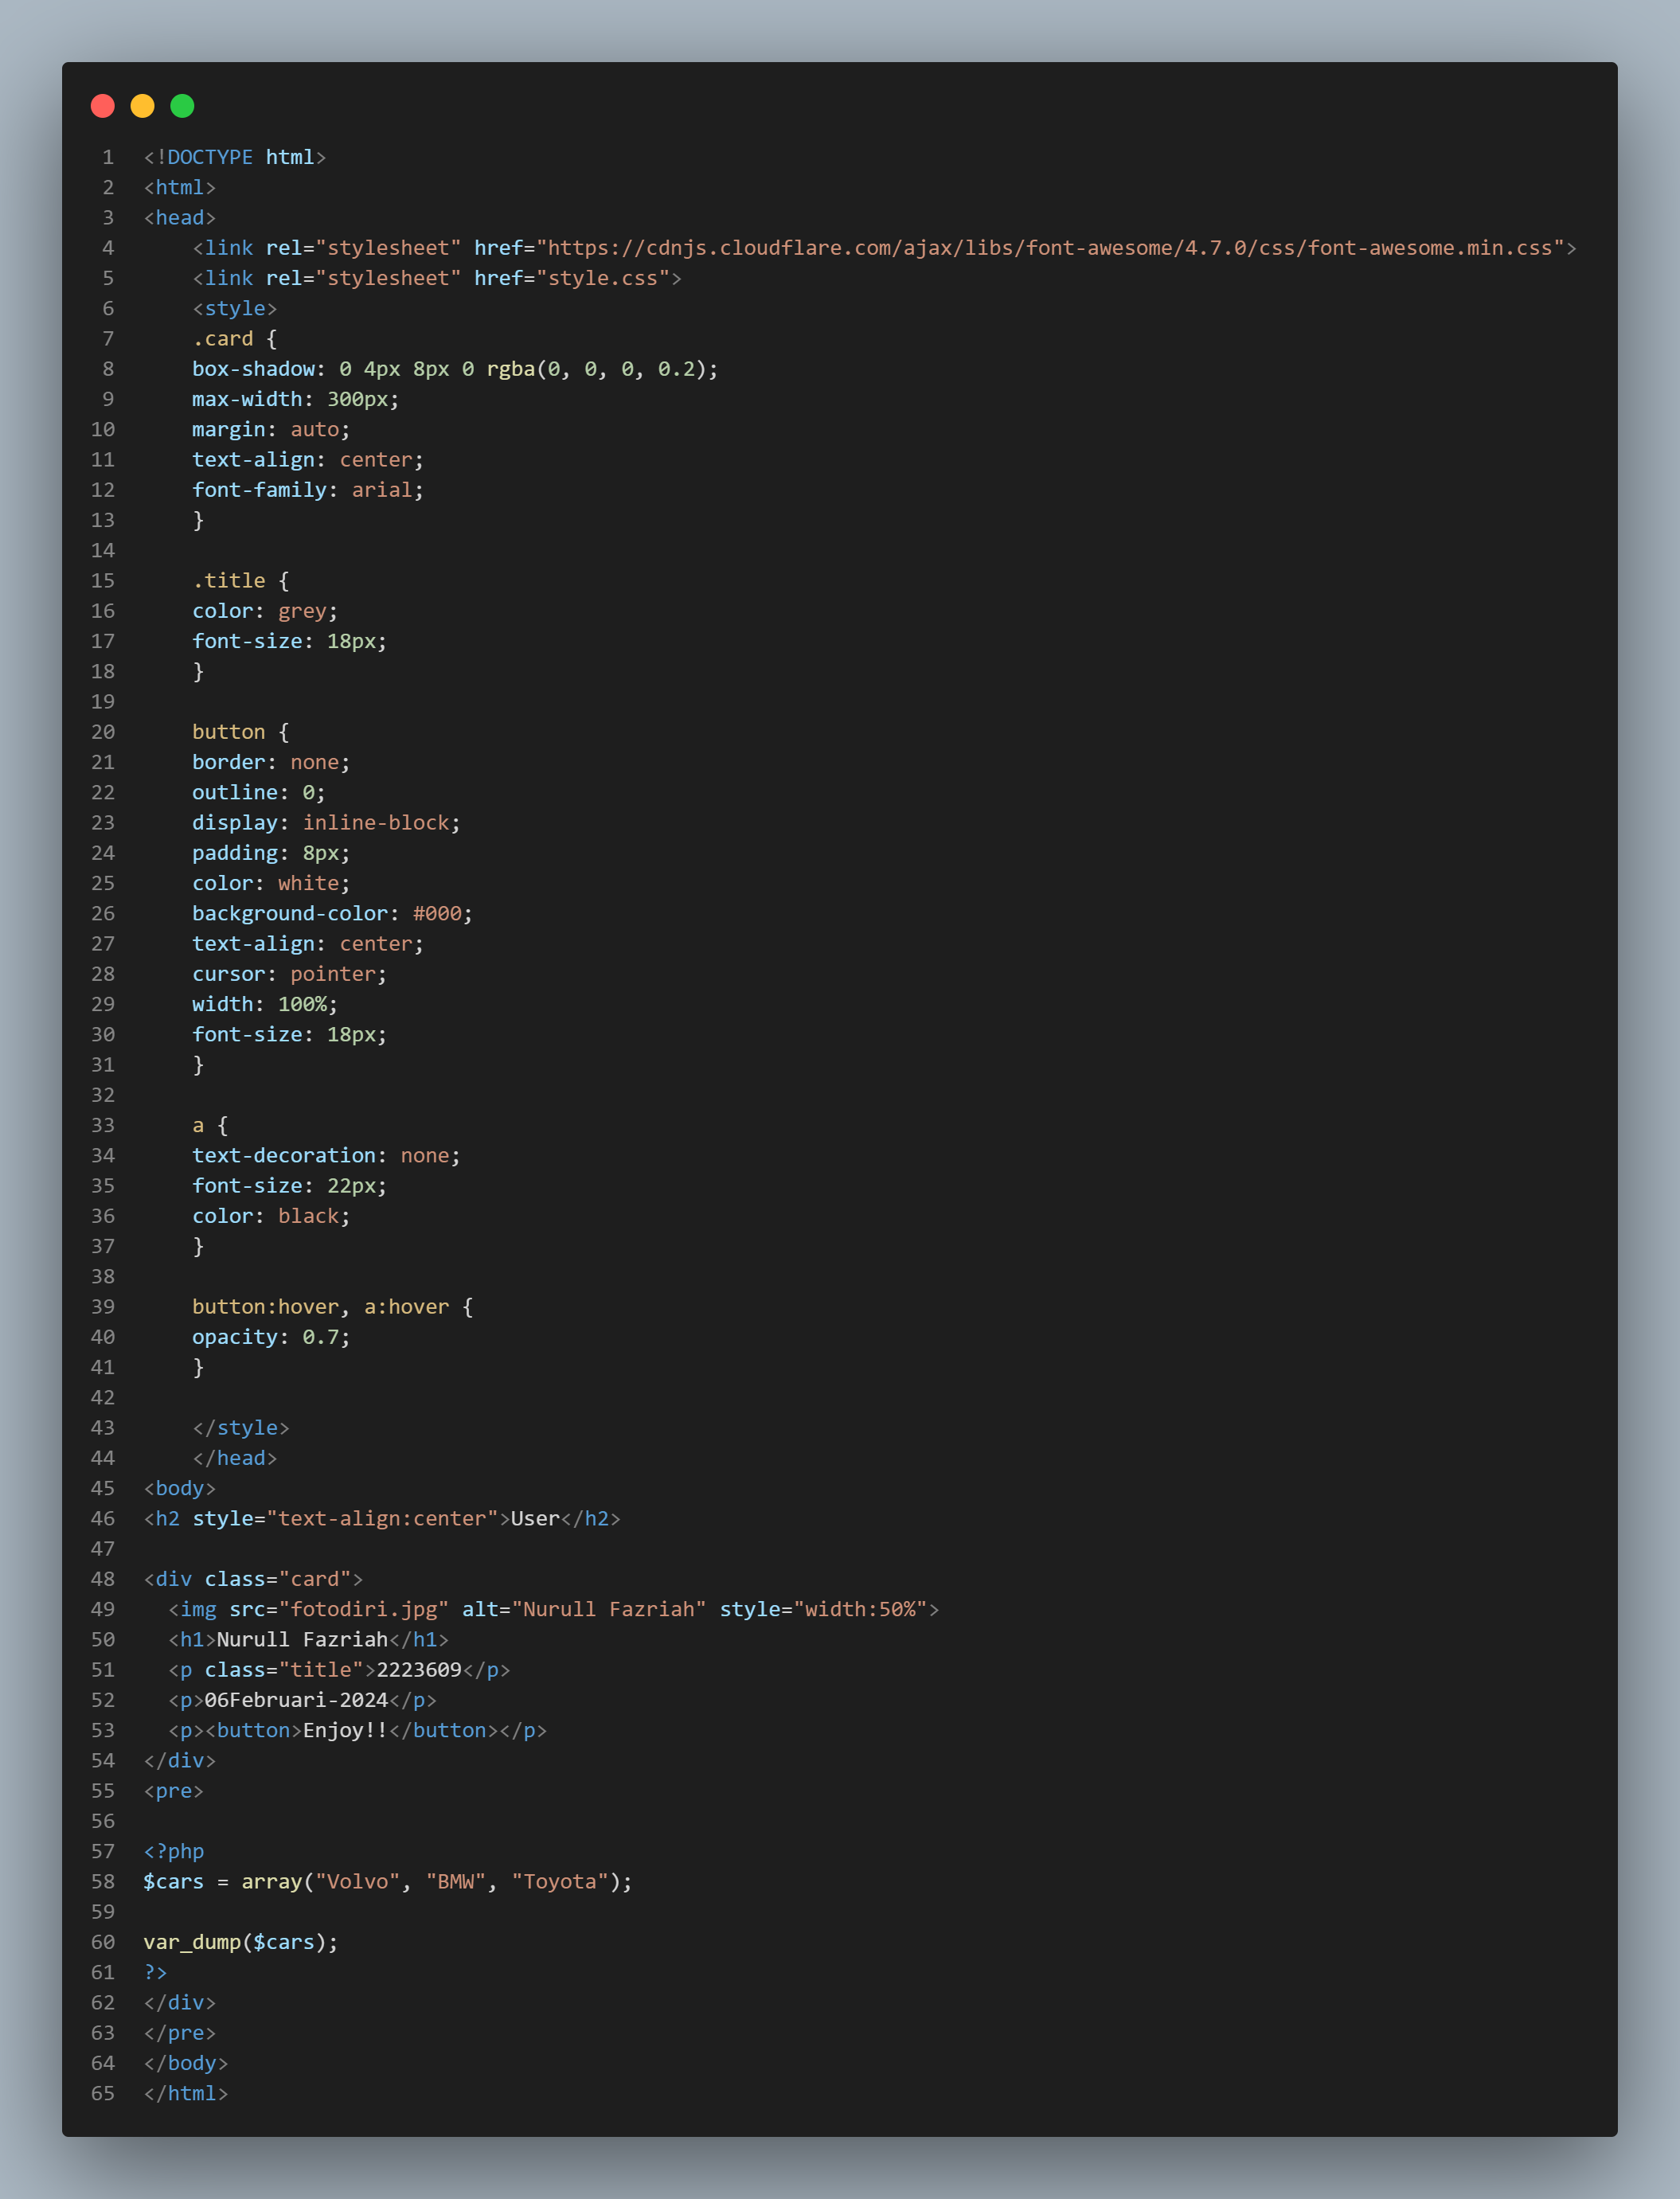 1 <!DOCTYPE html>
2 <html>
3 <head>
4     <link rel="stylesheet" href="https://cdnjs.cloudflare.com/ajax/libs/font-awesome/4.7.0/css/font-awesome.min.css">
5     <link rel="stylesheet" href="style.css">
6     <style>
7     .card {
8     box-shadow: 0 4px 8px 0 rgba(0, 0, 0, 0.2);
9     max-width: 300px;
10     margin: auto;
11     text-align: center;
12     font-family: arial;
13     }
14
15     .title {
16     color: grey;
17     font-size: 18px;
18     }
19
20     button {
21     border: none;
22     outline: 0;
23     display: inline-block;
24     padding: 8px;
25     color: white;
26     background-color: #000;
27     text-align: center;
28     cursor: pointer;
29     width: 100%;
30     font-size: 18px;
31     }
32
33     a {
34     text-decoration: none;
35     font-size: 22px;
36     color: black;
37     }
38
39     button:hover, a:hover {
40     opacity: 0.7;
41     }
42
43     </style>
44     </head>
45 <body>
46 <h2 style="text-align:center">User</h2>
47
48 <div class="card">
49   <img src="fotodiri.jpg" alt="Nurull Fazriah" style="width:50%">
50   <h1>Nurull Fazriah</h1>
51   <p class="title">2223609</p>
52   <p>06Februari-2024</p>
53   <p><button>Enjoy!!</button></p>
54 </div>
55 <pre>
56
57 <?php
58 $cars = array("Volvo", "BMW", "Toyota");
59
60 var_dump($cars);
61 ?>
62 </div>
63 </pre>
64 </body>
65 </html>